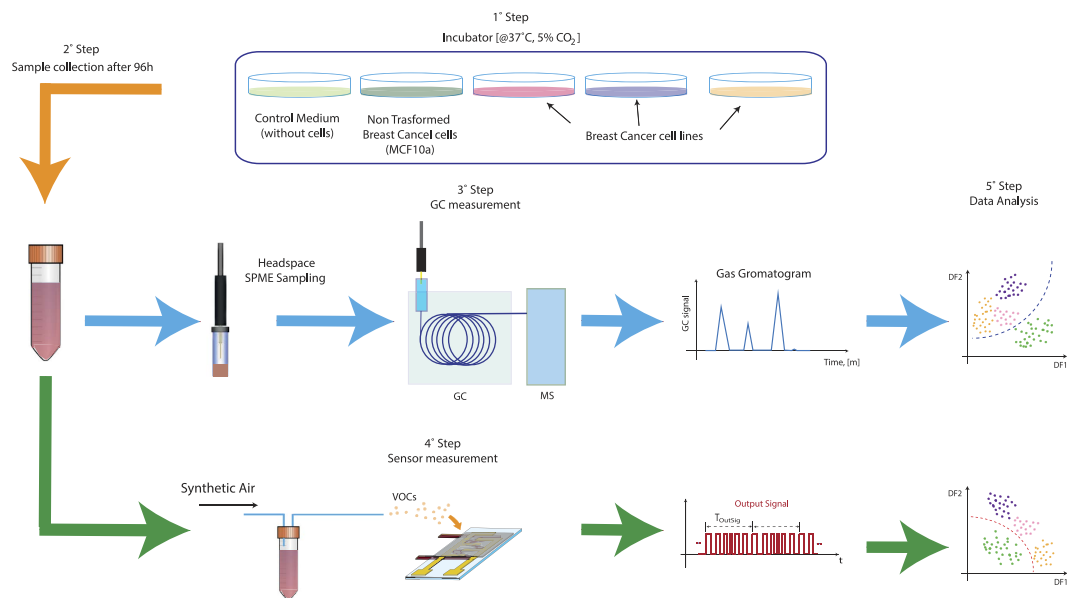 1° Step
Incubator [@37°C, 5% CO2]
2° Step
Sample collection after 96h
Control Medium
(without cells)
Non Trasformed
Breast Cancel cells
(MCF10a)
Breast Cancer cell lines
3° Step
GC measurement
5° Step
Data Analysis
Headspace
SPME Sampling
GC
MS
Gas Gromatogram
GC signal
Time, [m]
DF2
DF1
4° Step
Sensor measurement
Synthetic Air
VOCs
Output Signal
TOutSig
t
DF2
DF1